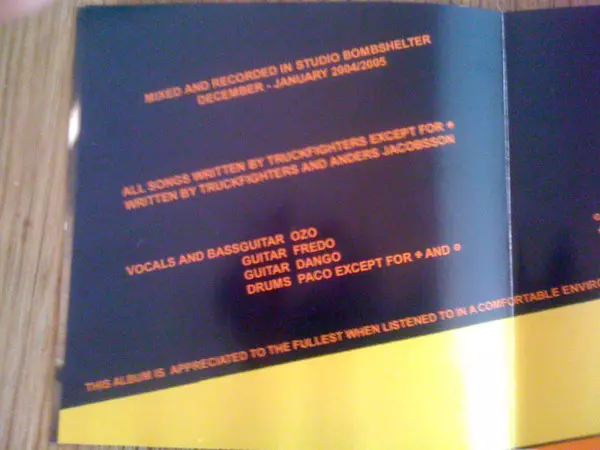 MIXED AND RECORDED IN STUDIO BOMBSHELTER
DECEMBER - JANUARY 2004/2005
ALL SONGS WRITTEN BY TRUCKFIGHTERS EXCEPT FOR +
WRITTEN BY TRUCKFIGHTERS AND ANDERS JACOBSSON
VOCALS AND BASSGUITAR OZO
GUITAR FREDO
GUITAR DANGO
DRUMS PACO EXCEPT FOR + AND ¤
THIS ALBUM IS APPRECIATED TO THE FULLEST WHEN LISTENED TO IN A COMFORTABLE ENVIRO